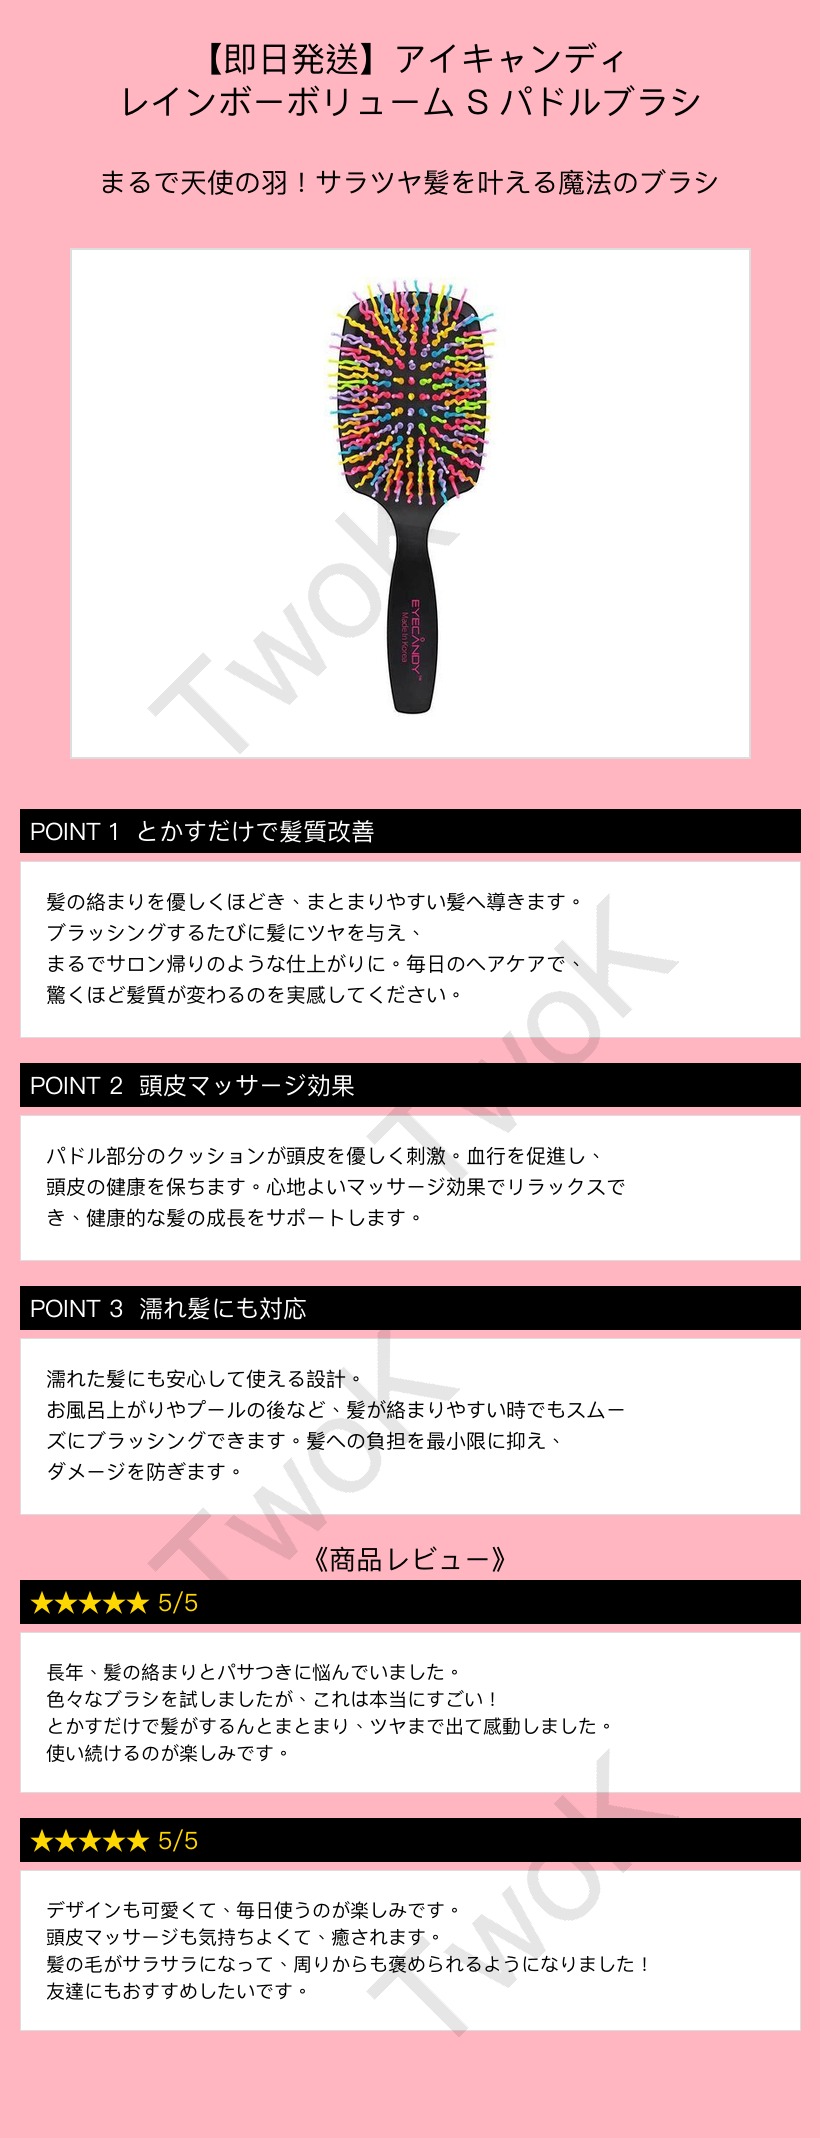 【即日発送】アイキャンディ
レインボーボリューム S パドルブラシ
まるで天使の羽！サラツヤ髪を叶える魔法のブラシ
EYECANDY™
Made In Korea
TwoK
POINT 1 とかすだけで髪質改善
髪の絡まりを優しくほどき、まとまりやすい髪へ導きます。
ブラッシングするたびに髪にツヤを与え、
まるでサロン帰りのような仕上がりに。毎日のヘアケアで、
驚くほど髪質が変わるのを実感してください。
TwoK
POINT 2 頭皮マッサージ効果
パドル部分のクッションが頭皮を優しく刺激。血行を促進し、
頭皮の健康を保ちます。心地よいマッサージ効果でリラックスで
き、健康的な髪の成長をサポートします。
POINT 3 濡れ髪にも対応
濡れた髪にも安心して使える設計。
お風呂上がりやプールの後など、髪が絡まりやすい時でもスムー
ズにブラッシングできます。髪への負担を最小限に抑え、
ダメージを防ぎます。
TwoK
《商品レビュー》
★★★★★ 5/5
長年、髪の絡まりとパサつきに悩んでいました。
色々なブラシを試しましたが、これは本当にすごい！
とかすだけで髪がするんとまとまり、ツヤまで出て感動しました。
使い続けるのが楽しみです。
★★★★★ 5/5
デザインも可愛くて、毎日使うのが楽しみです。
頭皮マッサージも気持ちよくて、癒されます。
髪の毛がサラサラになって、周りからも褒められるようになりました！
友達にもおすすめしたいです。
TwoK